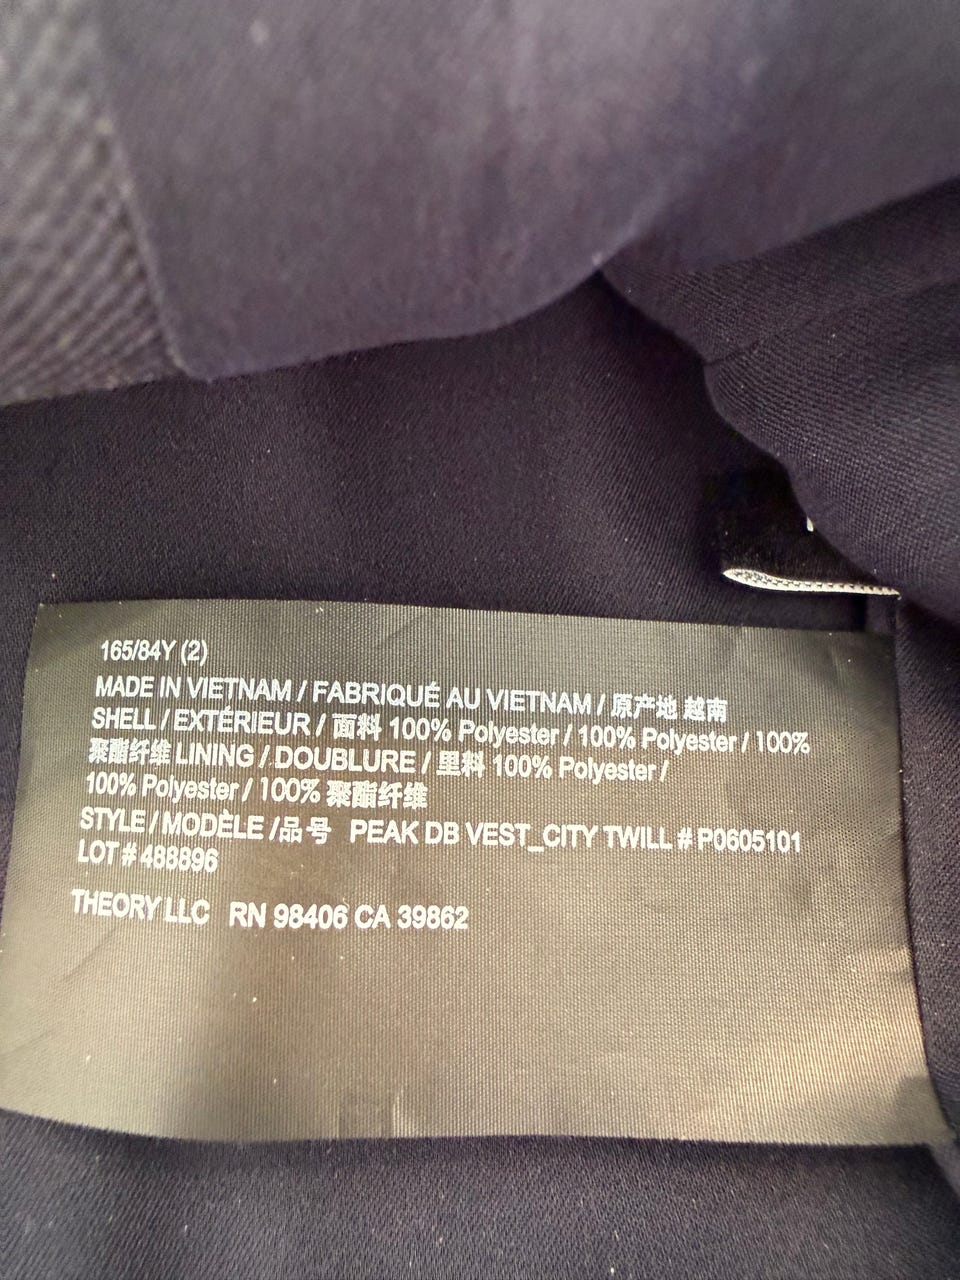 165/84Y (2)
MADE IN VIETNAM / FABRIQUÉ AU VIETNAM / 原产地 越南
SHELL / EXTÉRIEUR / 面料 100% Polyester / 100% Polyester / 100%
聚酯纤维 LINING / DOUBLURE / 里料 100% Polyester /
100% Polyester / 100% 聚酯纤维
STYLE / MODÈLE /品号 PEAK DB VEST_CITY TWILL # P0605101
LOT # 488896
THEORY LLC RN 98406 CA 39862